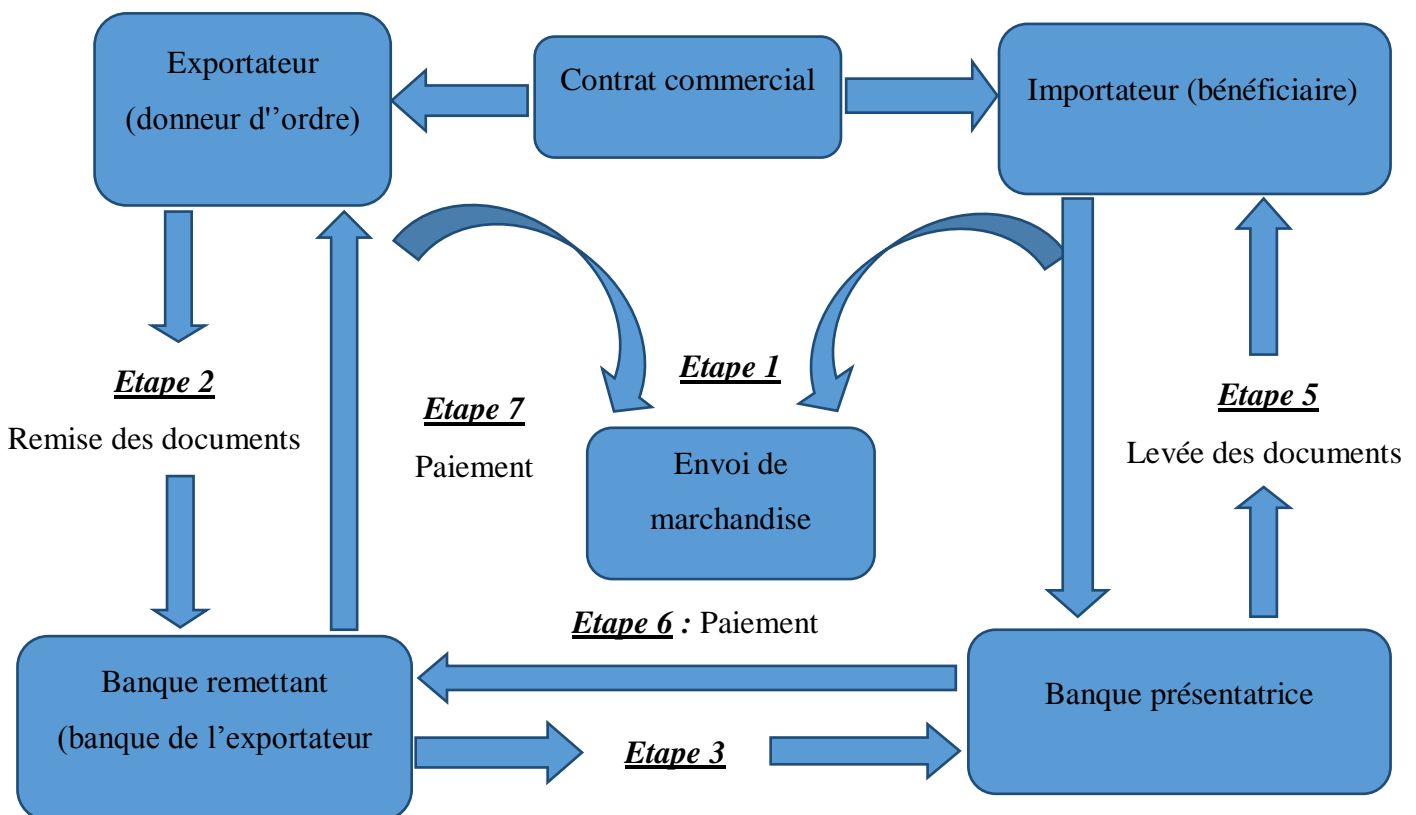 Exportateur
(donneur d'’ordre)
Contrat commercial
Importateur (bénéficiaire)
Etape 2
Remise des documents
Etape 7
Paiement
Etape 1
Envoi de
marchandise
Etape 5
Levée des documents
Etape 6 : Paiement
Banque remettant
(banque de l’exportateur
Etape 3
Banque présentatrice